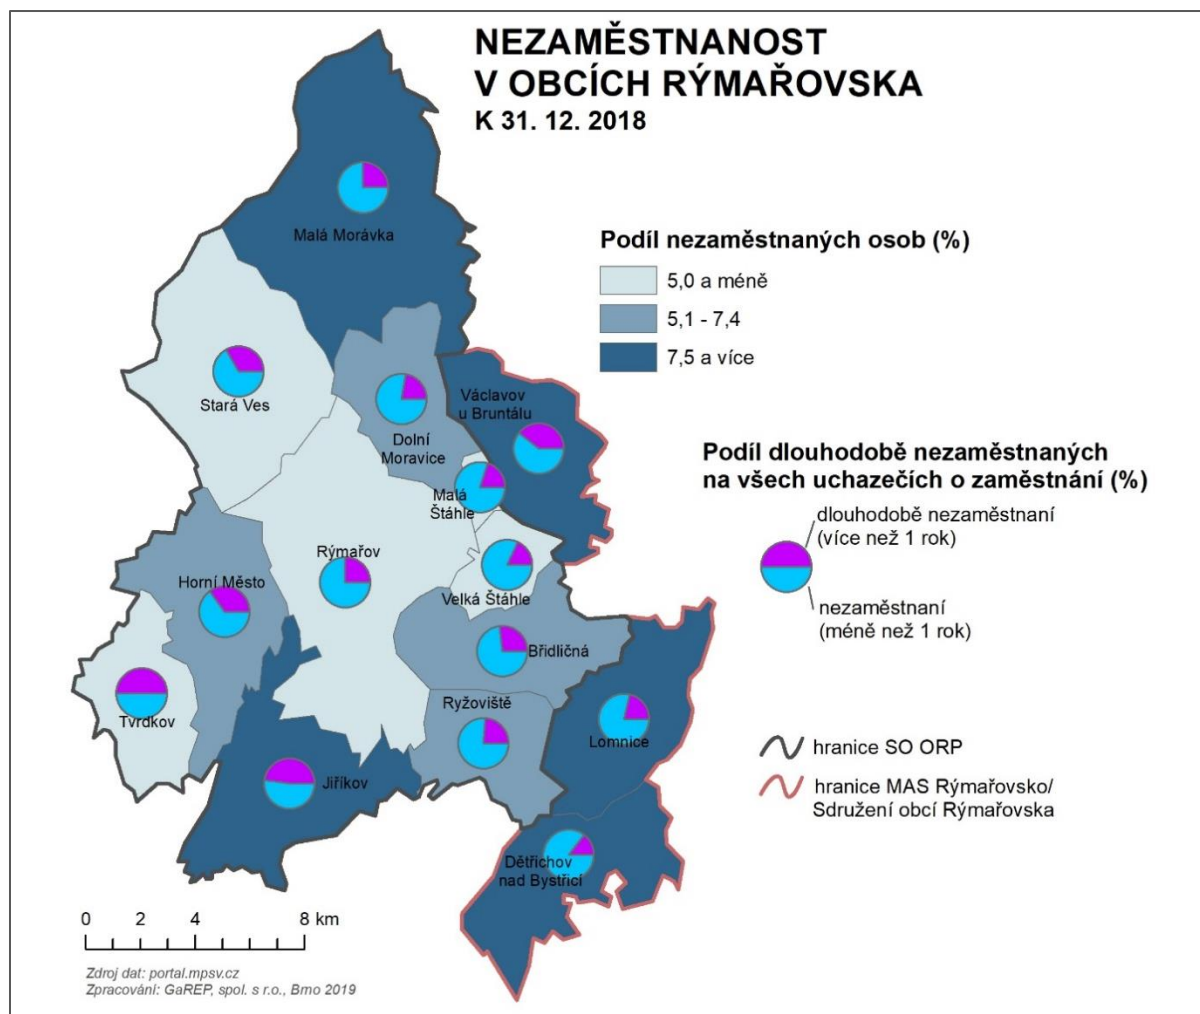 NEZAMĚSTNANOST
V OBCÍCH RÝMAŘOVSKA
K 31. 12. 2018
Malá Morávka
Podíl nezaměstnaných osob (%)
5,0 a méně
5,1 - 7,4
7,5 a více
Stará Ves
Dolní
Moravice
Václavov
u Bruntálu
Malá
Štáhle
Podíl dlouhodobě nezaměstnaných
na všech uchazečích o zaměstnání (%)
dlouhodobě nezaměstnaní
(více než 1 rok)
nezaměstnaní
(méně než 1 rok)
Rýmařov
Horní Město
Velká Štáhle
Břidličná
Tvrdkov
Ryžoviště
Lomnice
Jiříkov
hranice SO ORP
hranice MAS Rýmařovsko/
Sdružení obcí Rýmařovska
Dětřichov
nad Bystřicí
0 2 4 8 km
Zdroj dat: portal.mpsv.cz
Zpracování: GaREP, spol. s r.o., Brno 2019